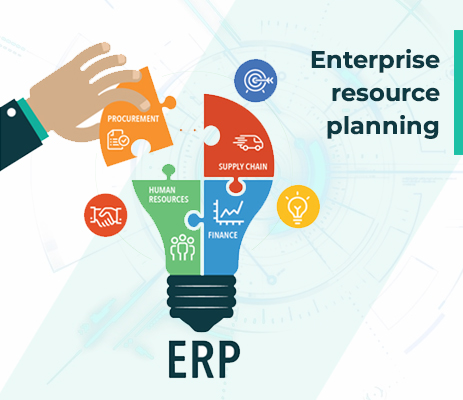 Enterprise
resource
planning
PROCUREMENT
SUPPLY CHAIN
HUMAN
RESOURCES
FINANCE
ERP